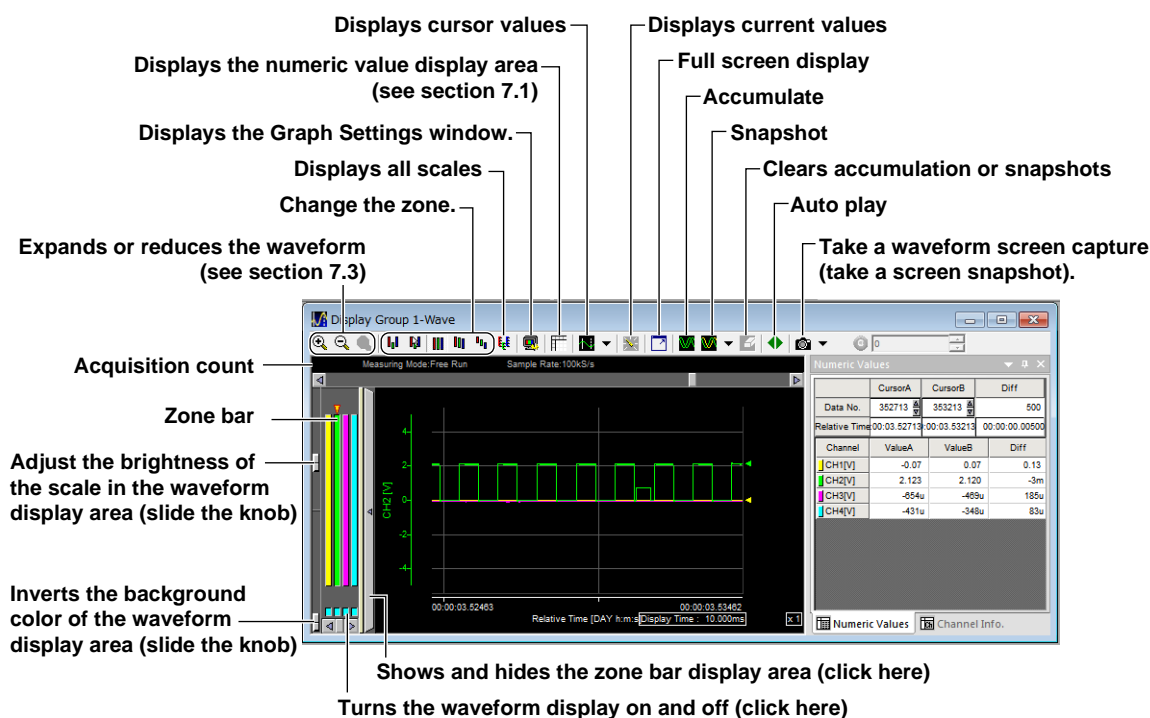 Displays cursor values
Displays current values
Displays the numeric value display area
(see section 7.1)
Full screen display
Accumulate
Displays the Graph Settings window.
Snapshot
Displays all scales
Clears accumulation or snapshots
Change the zone.
Auto play
Expands or reduces the waveform
(see section 7.3)
Take a waveform screen capture
(take a screen snapshot).
Display Group 1-Wave
0
Acquisition count
Measuring Mode:Free Run Sample Rate:100kS/s
Numeric Values
CursorA CursorB Diff
Data No. 352713 353213 500
Relative Time 00:03.52713 00:03.53213 00:00:00.00500
Channel ValueA ValueB Diff
CH1[V] -0.07 0.07 0.13
CH2[V] 2.123 2.120 -3m
CH3[V] -654u -469u 185u
CH4[V] -431u -348u 83u
Zone bar
Adjust the brightness of
the scale in the waveform
display area (slide the knob)
4
2
0
-2
-4
CH2 [V]
Inverts the background
color of the waveform
display area (slide the knob)
00:00:03.52463 00:00:03.53462
Relative Time [DAY h:m:s Display Time : 10.000ms x 1
Numeric Values Channel Info.
Shows and hides the zone bar display area (click here)
Turns the waveform display on and off (click here)